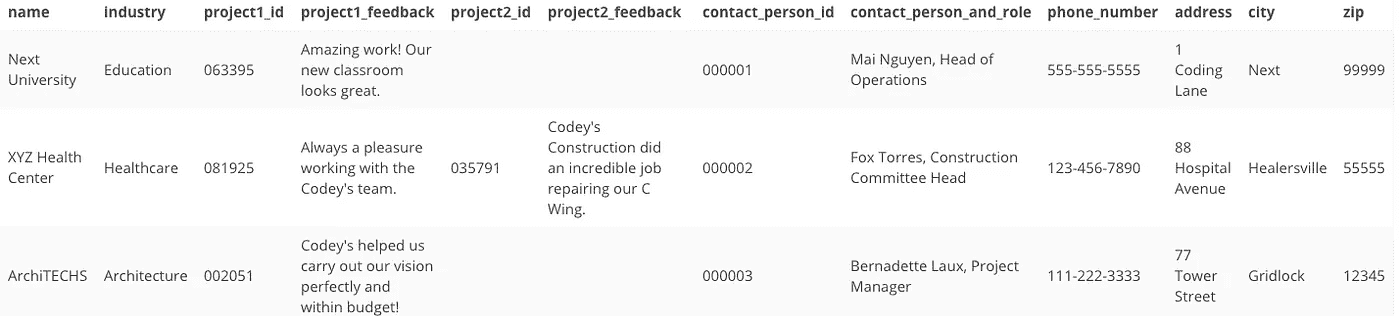 name industry project1_id project1_feedback project2_id project2_feedback contact_person_id contact_person_and_role phone_number address city zip
Next University Education 063395 Amazing work! Our new classroom looks great. 000001 Mai Nguyen, Head of Operations 555-555-5555 1 Coding Lane Next 99999
XYZ Health Center Healthcare 081925 Always a pleasure working with the Codey's team. 035791 Codey's Construction did an incredible job repairing our C Wing. 000002 Fox Torres, Construction Committee Head 123-456-7890 88 Hospital Avenue Healersville 55555
ArchiTECHS Architecture 002051 Codey's helped us carry out our vision perfectly and within budget! 000003 Bernadette Laux, Project Manager 111-222-3333 77 Tower Street Gridlock 12345